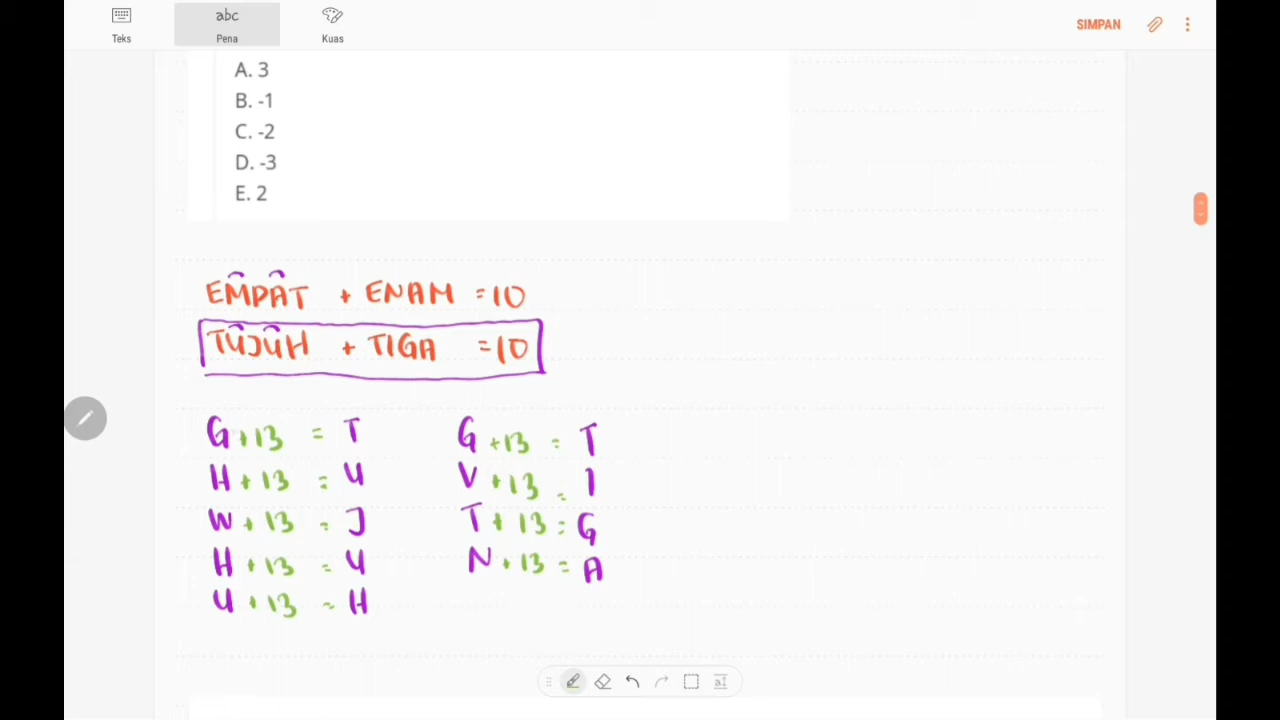 abc
Teks Pena Kuas SIMPAN
A. 3
B. -1
C. -2
D. -3
E. 2
EMPAT + ENAM = 10
TUJUH + TIGA = 10
G + 13 = T G + 13 = T
H + 13 = U V + 13 = I
W + 13 = J T + 13 = G
H + 13 = U N + 13 = A
U + 13 = H